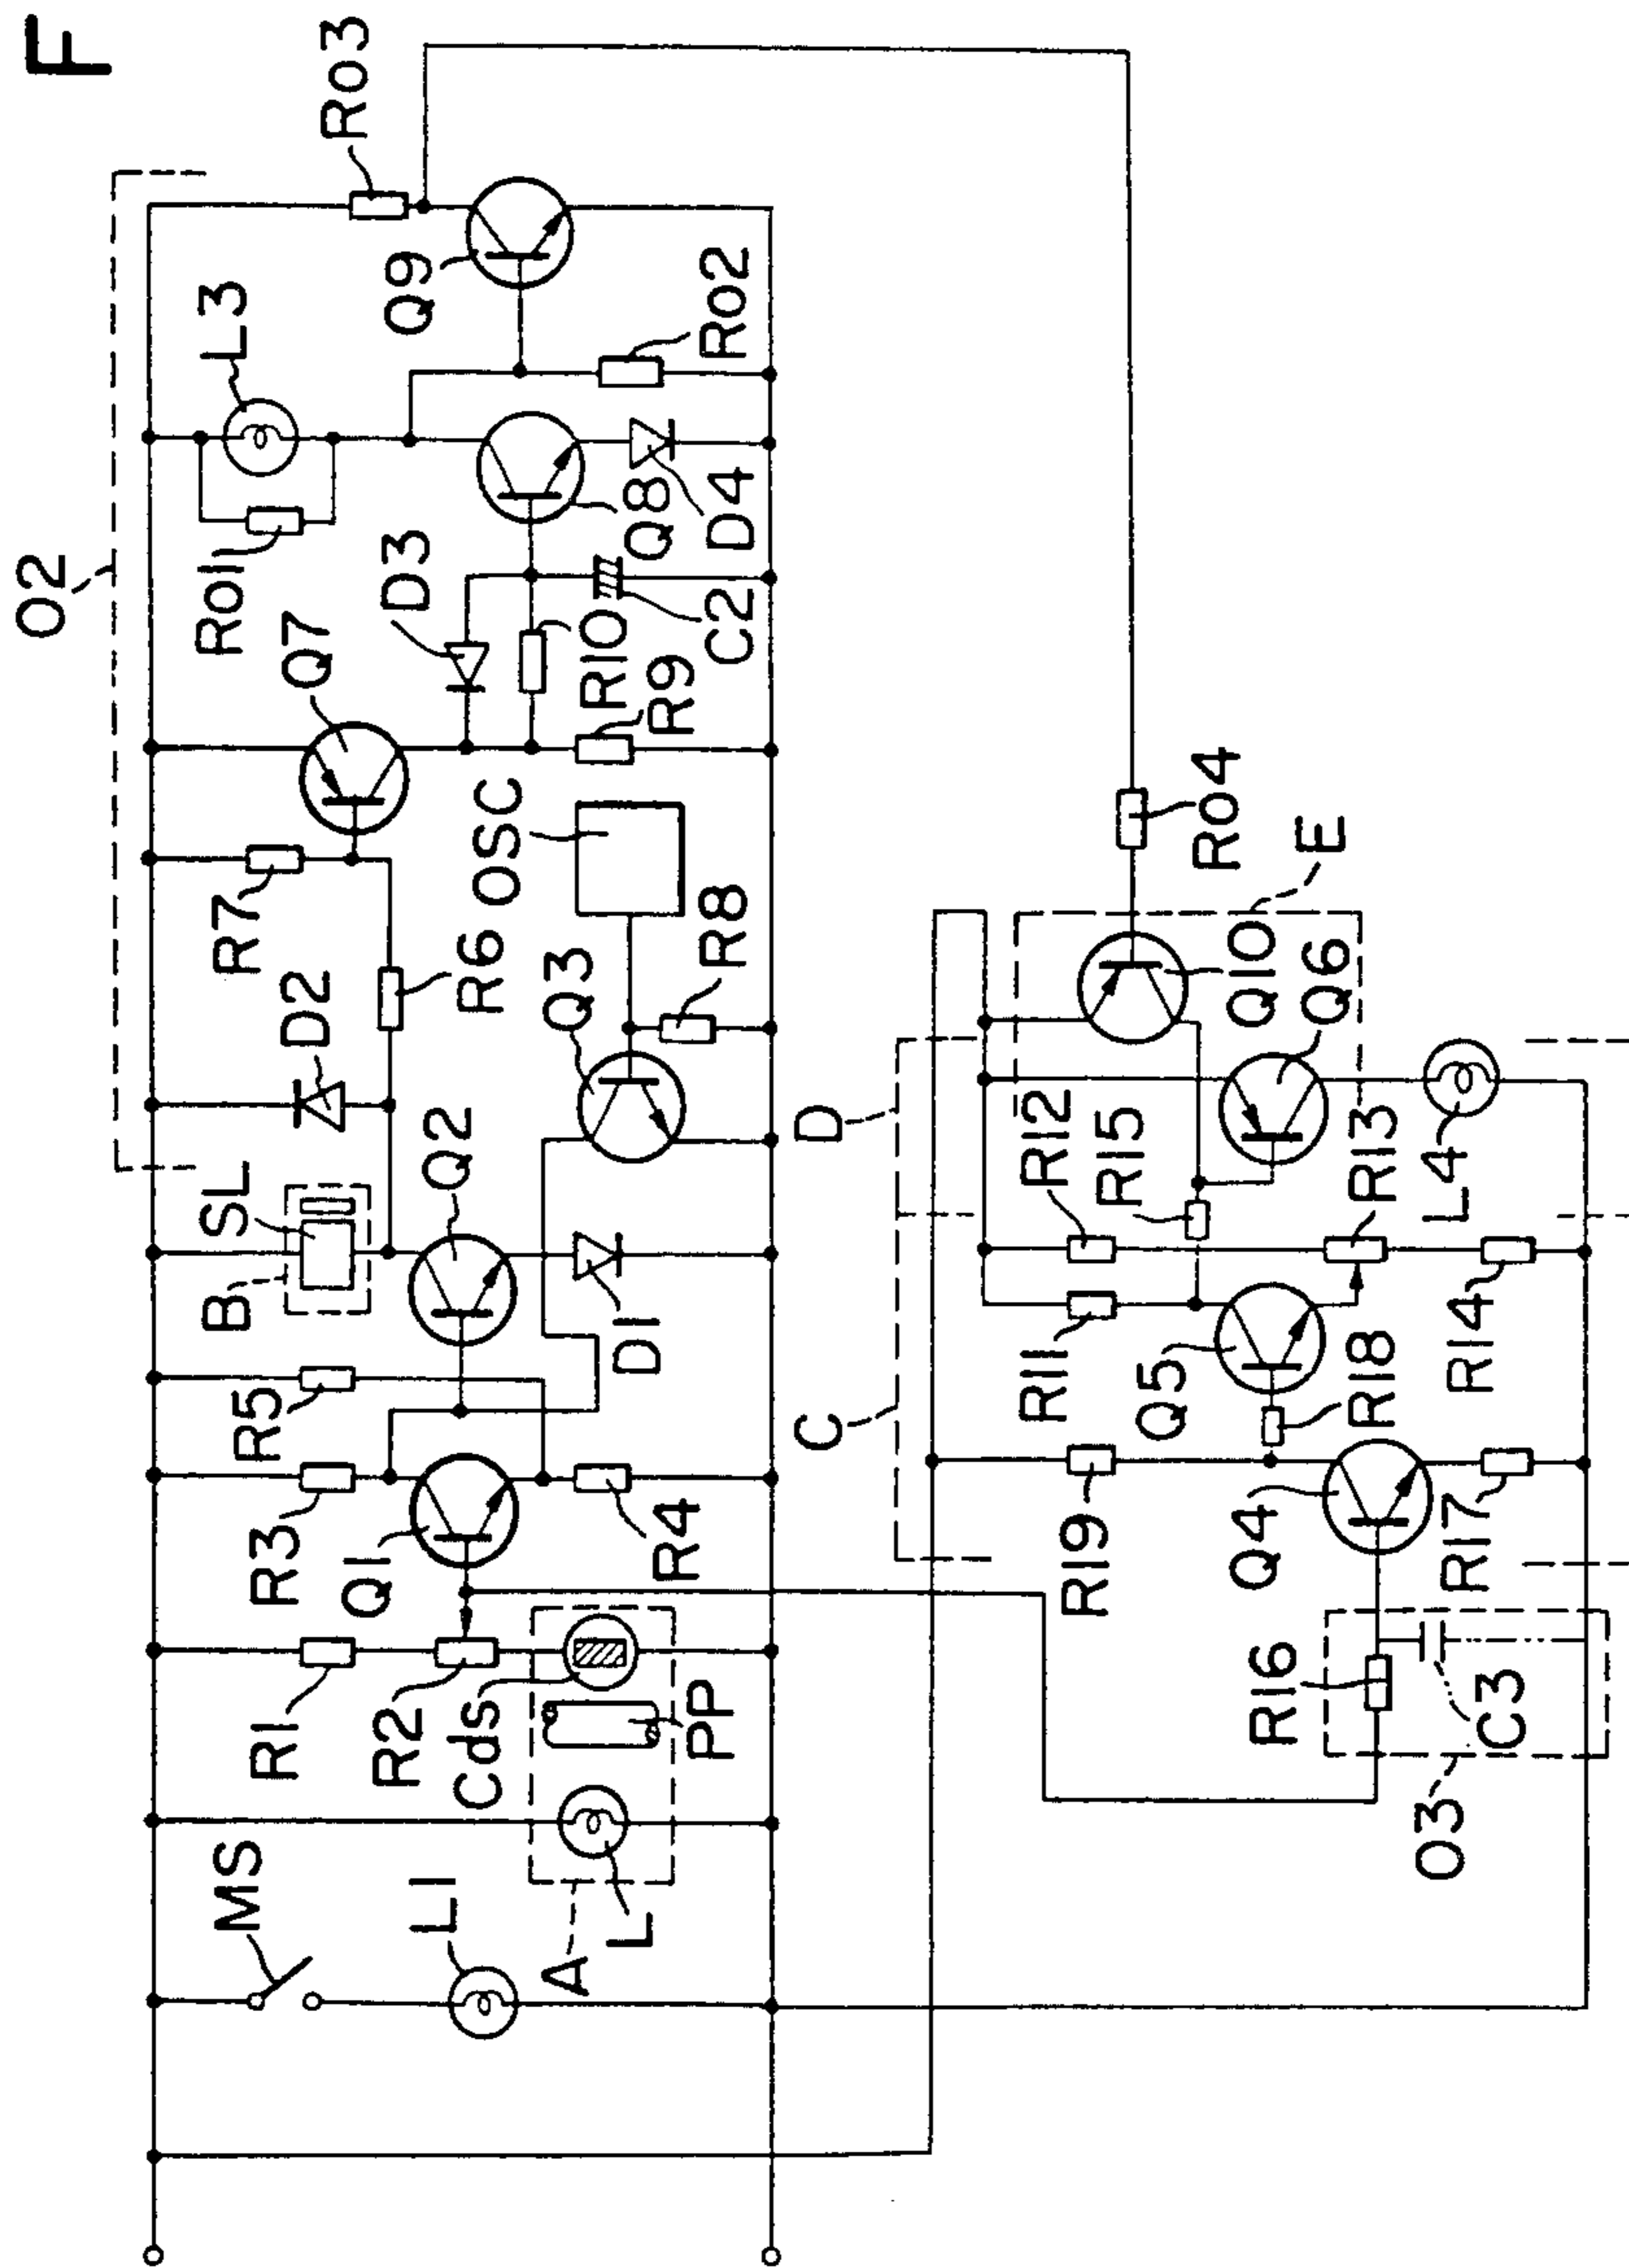 F
O2
Ro3
MS
R1
R3
R5
B
SL
D2
R7
Q7
Ro1
L3
L1
R2
Q1
Q2
R6
D3
Q9
Cds
OSC
A
L
PP
R4
D1
Q3
R8
R9
R10
C2
Q8
D4
Ro2
C
D
R19
R11
R12
R15
Q5
Q4
R16
R18
R13
Q10
Q6
Ro4
E
O3
C3
R17
R14
L4